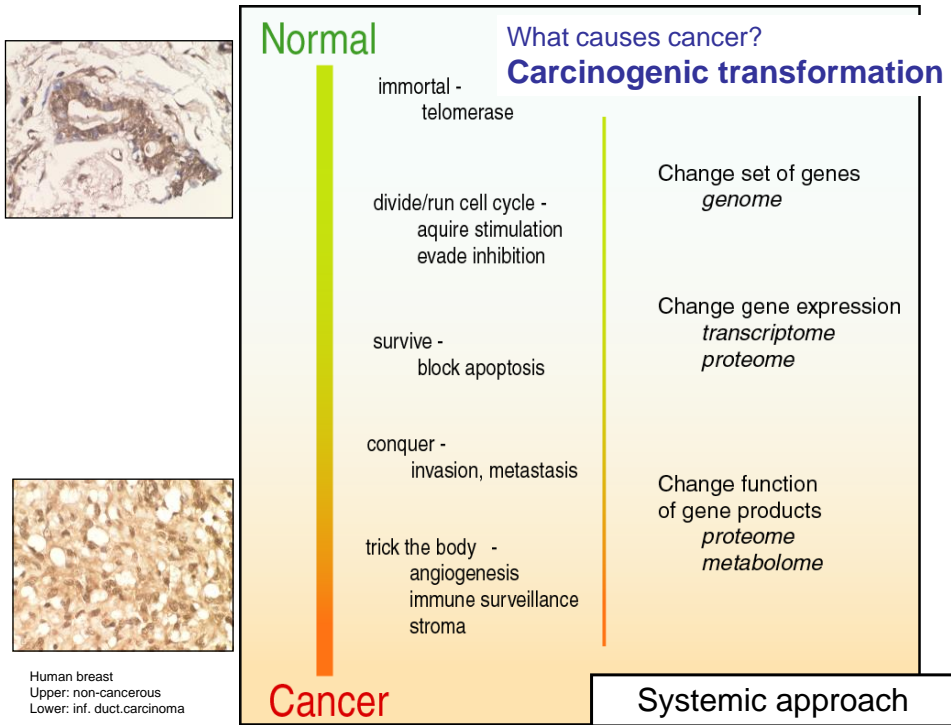 Normal
What causes cancer?
Carcinogenic transformation
immortal -
telomerase
divide/run cell cycle -
aquire stimulation
evade inhibition
survive -
block apoptosis
conquer -
invasion, metastasis
trick the body -
angiogenesis
immune surveillance
stroma
Change set of genes
genome
Change gene expression
transcriptome
proteome
Change function
of gene products
proteome
metabolome
Cancer
Systemic approach
Human breast
Upper: non-cancerous
Lower: inf. duct.carcinoma